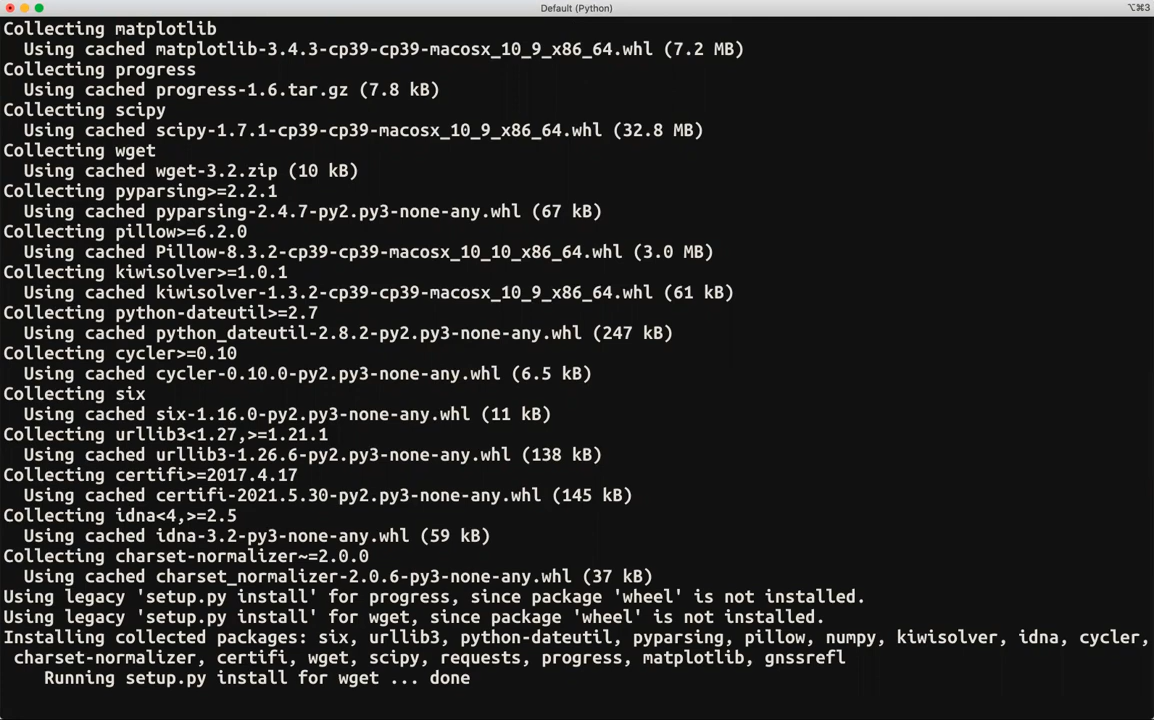 Default (Python)
⌥⌘3
Collecting matplotlib
Using cached matplotlib-3.4.3-cp39-cp39-macosx_10_9_x86_64.whl (7.2 MB)
Collecting progress
Using cached progress-1.6.tar.gz (7.8 kB)
Collecting scipy
Using cached scipy-1.7.1-cp39-cp39-macosx_10_9_x86_64.whl (32.8 MB)
Collecting wget
Using cached wget-3.2.zip (10 kB)
Collecting pyparsing>=2.2.1
Using cached pyparsing-2.4.7-py2.py3-none-any.whl (67 kB)
Collecting pillow>=6.2.0
Using cached Pillow-8.3.2-cp39-cp39-macosx_10_10_x86_64.whl (3.0 MB)
Collecting kiwisolver>=1.0.1
Using cached kiwisolver-1.3.2-cp39-cp39-macosx_10_9_x86_64.whl (61 kB)
Collecting python-dateutil>=2.7
Using cached python_dateutil-2.8.2-py2.py3-none-any.whl (247 kB)
Collecting cycler>=0.10
Using cached cycler-0.10.0-py2.py3-none-any.whl (6.5 kB)
Collecting six
Using cached six-1.16.0-py2.py3-none-any.whl (11 kB)
Collecting urllib3<1.27,>=1.21.1
Using cached urllib3-1.26.6-py2.py3-none-any.whl (138 kB)
Collecting certifi>=2017.4.17
Using cached certifi-2021.5.30-py2.py3-none-any.whl (145 kB)
Collecting idna<4,>=2.5
Using cached idna-3.2-py3-none-any.whl (59 kB)
Collecting charset-normalizer~=2.0.0
Using cached charset_normalizer-2.0.6-py3-none-any.whl (37 kB)
Using legacy 'setup.py install' for progress, since package 'wheel' is not installed.
Using legacy 'setup.py install' for wget, since package 'wheel' is not installed.
Installing collected packages: six, urllib3, python-dateutil, pyparsing, pillow, numpy, kiwisolver, idna, cycler,
charset-normalizer, certifi, wget, scipy, requests, progress, matplotlib, gnssrefl
Running setup.py install for wget ... done